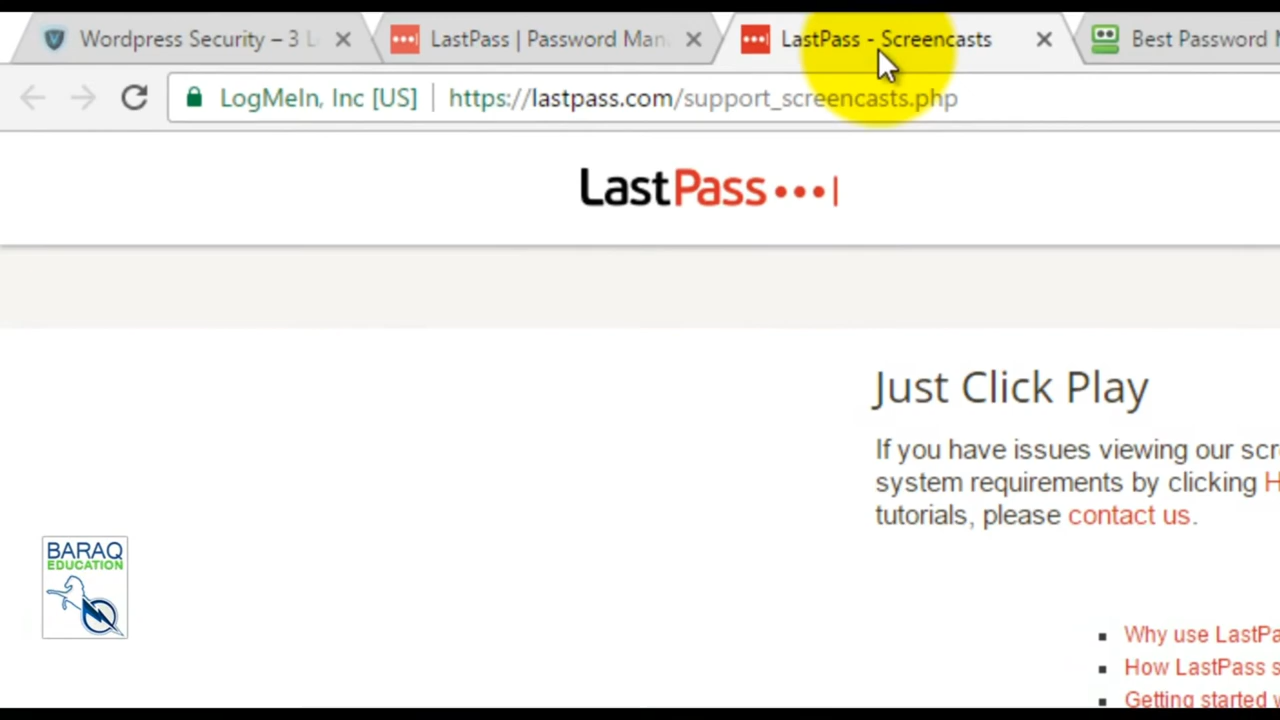 Wordpress Security – 3
LastPass | Password Man
LastPass - Screencasts
Best Password
LogMeIn, Inc [US]
https://lastpass.com/support_screencasts.php
LastPass
Just Click Play
If you have issues viewing our scr
system requirements by clicking H
tutorials, please contact us.
BARAQ
EDUCATION
Why use LastPa
How LastPass s
Getting started